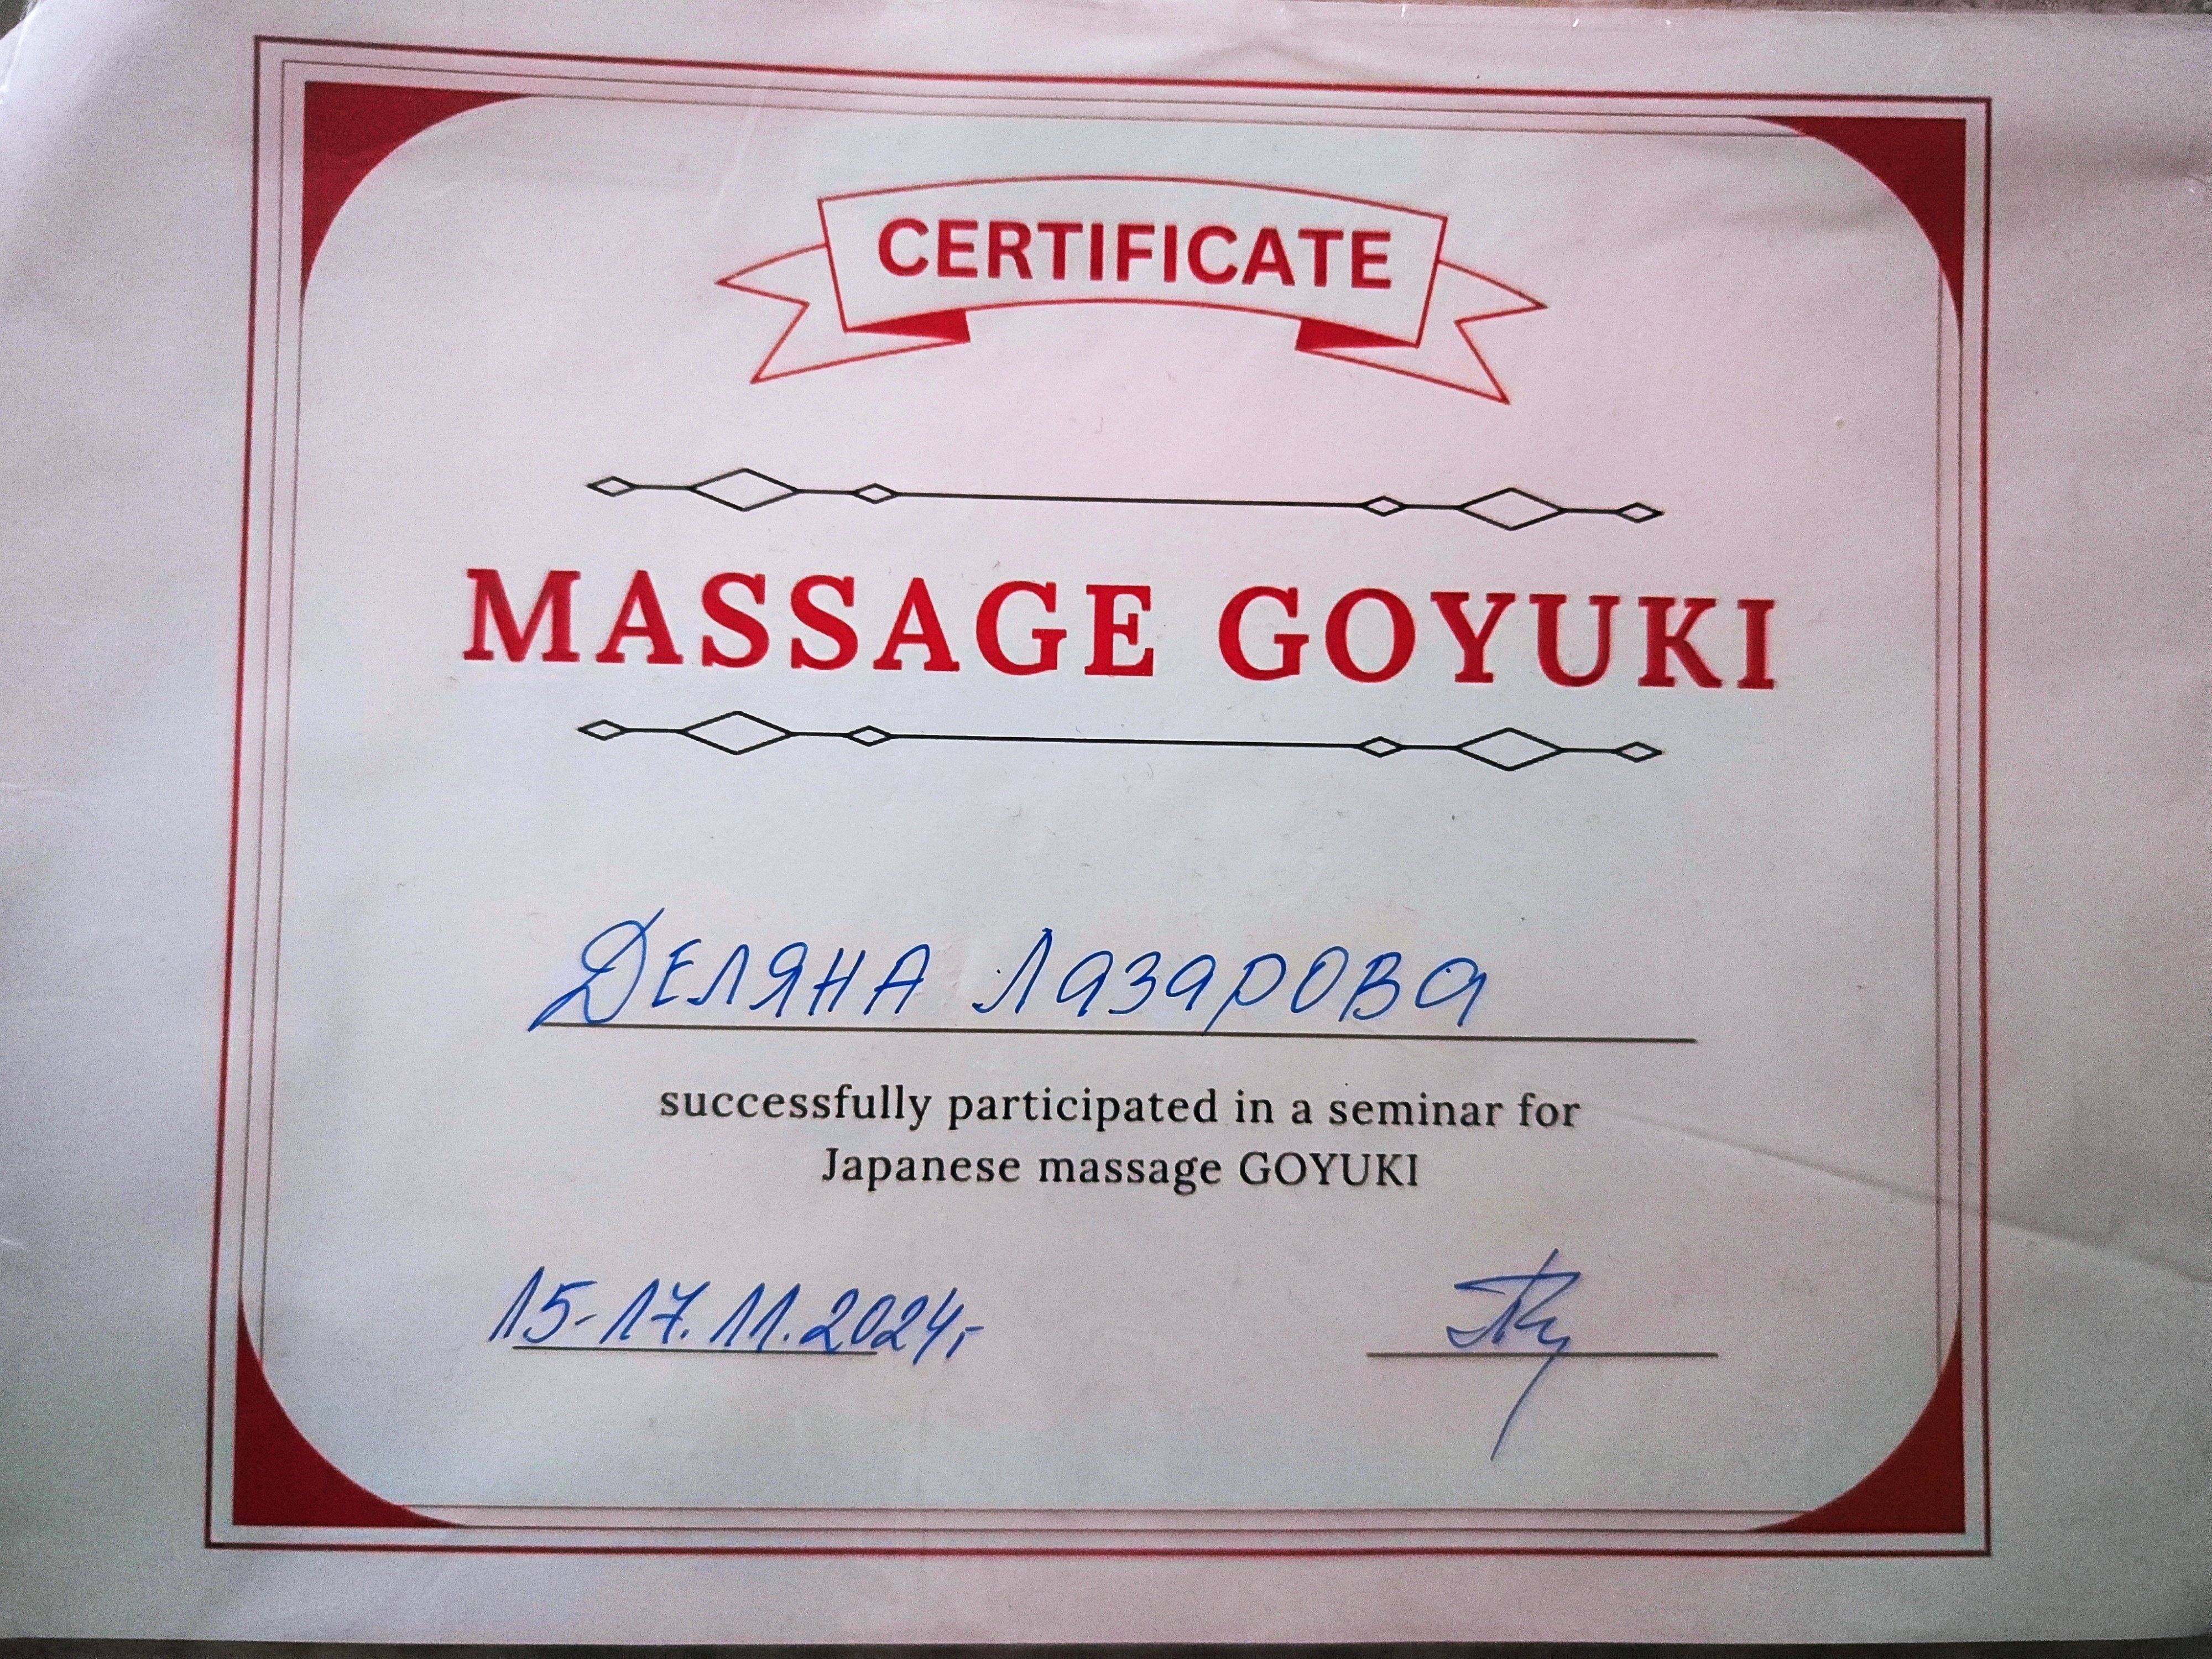 CERTIFICATE
MASSAGE GOYUKI
ДЕЛЯНА ЛАЗАРОВА
successfully participated in a seminar for
Japanese massage GOYUKI
15-17.11.2024г